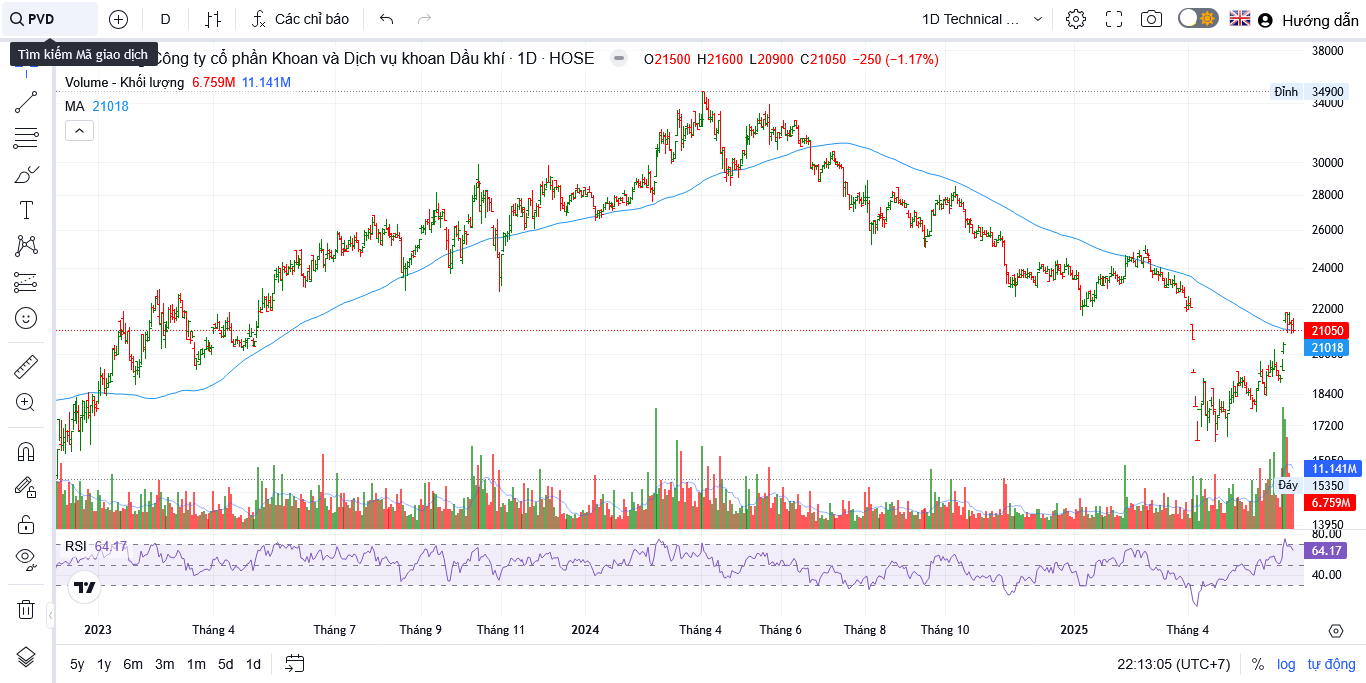 PVD
D
Các chỉ báo
1D Technical ...
Hướng dẫn
Tìm kiếm Mã giao dịch
Công ty cổ phần Khoan và Dịch vụ khoan Dầu khí · 1D · HOSE
O21500 H21600 L20900 C21050 −250 (−1.17%)
Volume - Khối lượng 6.759M 11.141M
MA 21018
38000
Đỉnh 34900
34000
30000
28000
26000
24000
22000
21050
21018
20000
18400
17200
15950
11.141M
Đáy 15350
6.759M
13950
RSI 64.17
80.00
64.17
40.00
2023 Tháng 4 Tháng 7 Tháng 9 Tháng 11 2024 Tháng 4 Tháng 6 Tháng 8 Tháng 10 2025 Tháng 4
5y 1y 6m 3m 1m 5d 1d
22:13:05 (UTC+7) % log tự động